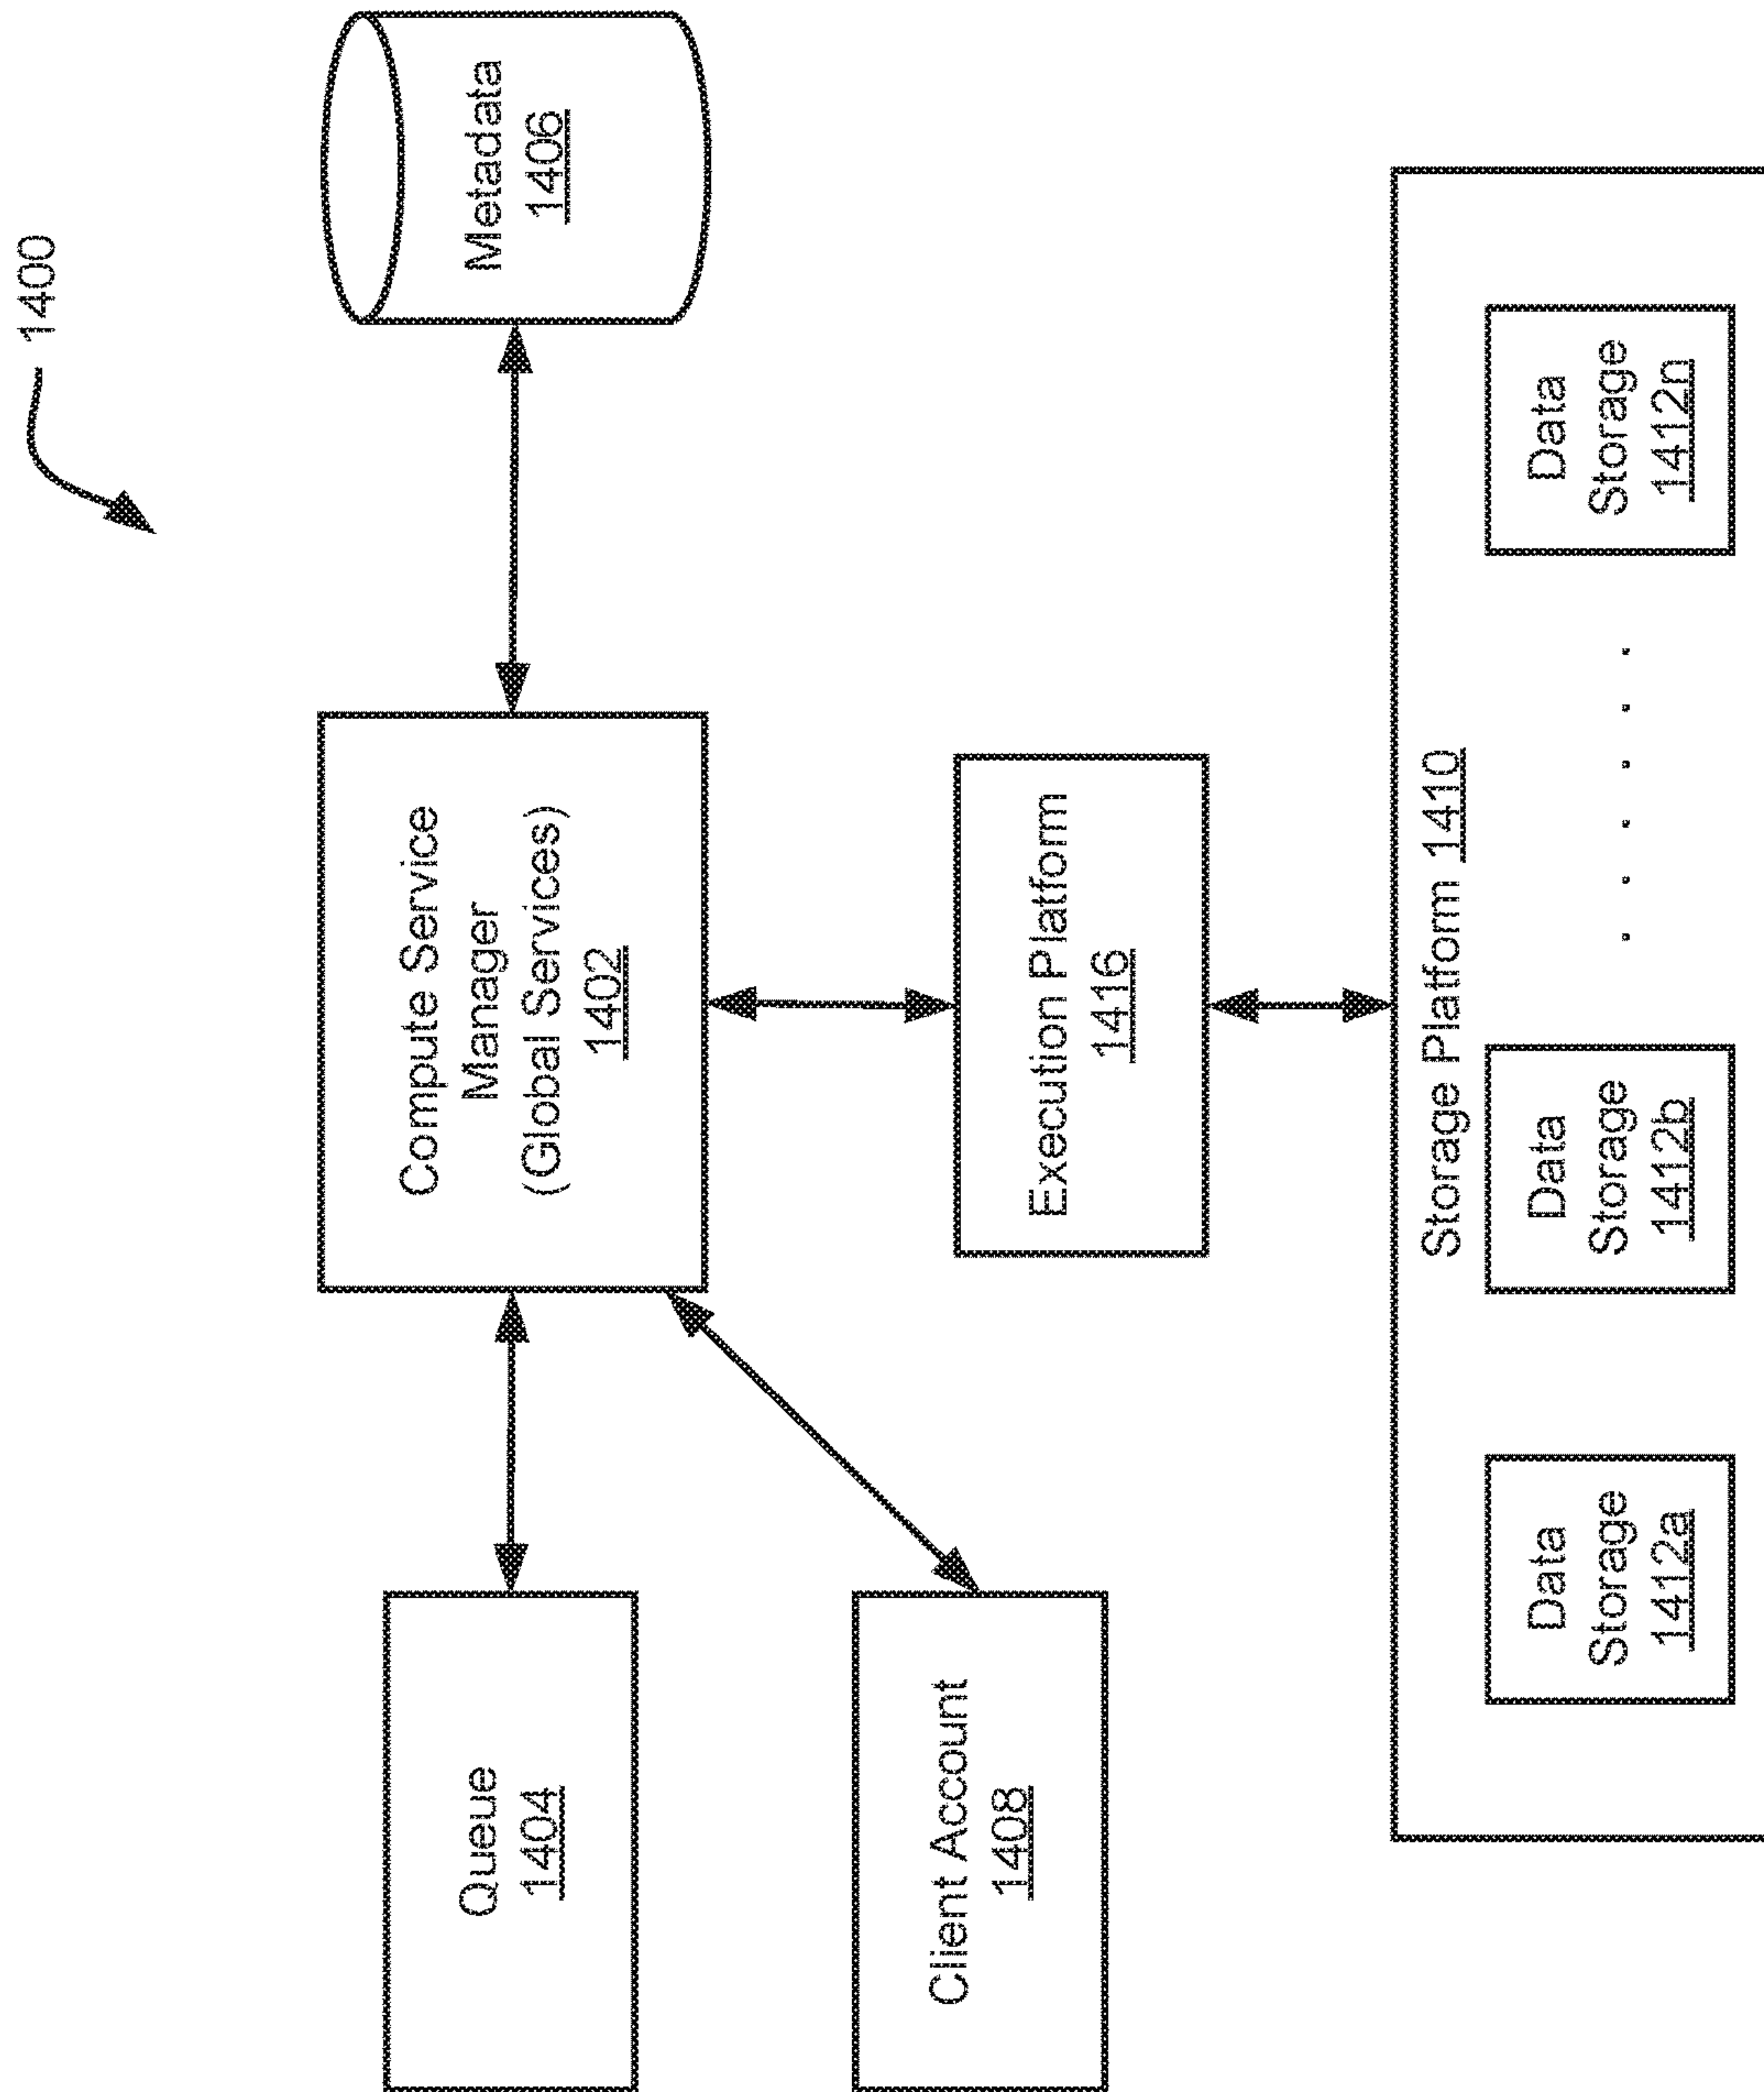 1400
Queue
1404
Compute Service
Manager
(Global Services)
1402
Metadata
1406
Client Account
1408
Execution Platform
1416
Storage Platform 1410
Data
Storage
1412a
Data
Storage
1412b
. . . . . .
Data
Storage
1412n